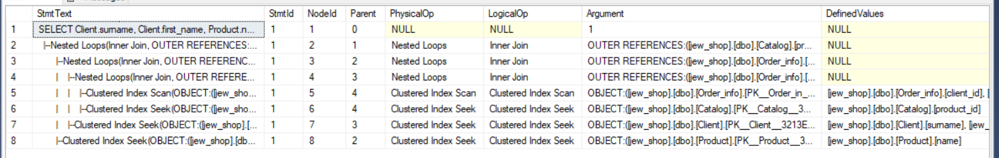 StmtText StmtId NodeId Parent PhysicalOp LogicalOp Argument DefinedValues
1 SELECT Client.surname, Client.first_name, Product.n... 1 1 0 NULL NULL 1 NULL
2 |--Nested Loops(Inner Join, OUTER REFERENCES:... 1 2 1 Nested Loops Inner Join OUTER REFERENCES:([jew_shop].[dbo].[Catalog].[pr... NULL
3 |--Nested Loops(Inner Join, OUTER REFERENC... 1 3 2 Nested Loops Inner Join OUTER REFERENCES:([jew_shop].[dbo].[Order_info].[... NULL
4 | |--Nested Loops(Inner Join, OUTER REFERE... 1 4 3 Nested Loops Inner Join OUTER REFERENCES:([jew_shop].[dbo].[Order_info].[... NULL
5 | | |--Clustered Index Scan(OBJECT:([jew_sho... 1 5 4 Clustered Index Scan Clustered Index Scan OBJECT:([jew_shop].[dbo].[Order_info].[PK__Order_in_... [jew_shop].[dbo].[Order_info].[client_id], [
6 | | |--Clustered Index Seek(OBJECT:([jew_sho... 1 6 4 Clustered Index Seek Clustered Index Seek OBJECT:([jew_shop].[dbo].[Catalog].[PK__Catalog__3... [jew_shop].[dbo].[Catalog].[product_id]
7 | |--Clustered Index Seek(OBJECT:([jew_shop].[... 1 7 3 Clustered Index Seek Clustered Index Seek OBJECT:([jew_shop].[dbo].[Client].[PK__Client__3213E... [jew_shop].[dbo].[Client].[surname], [jew_
8 |--Clustered Index Seek(OBJECT:([jew_shop].[db... 1 8 2 Clustered Index Seek Clustered Index Seek OBJECT:([jew_shop].[dbo].[Product].[PK__Product__3... [jew_shop].[dbo].[Product].[name]